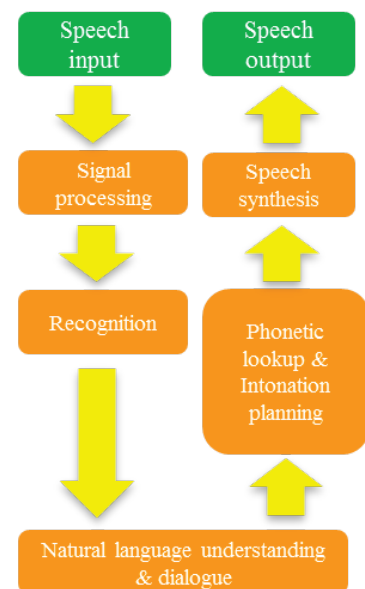 Speech
input
Speech
output
Signal
processing
Speech
synthesis
Recognition
Phonetic
lookup &
Intonation
planning
Natural language understanding
& dialogue